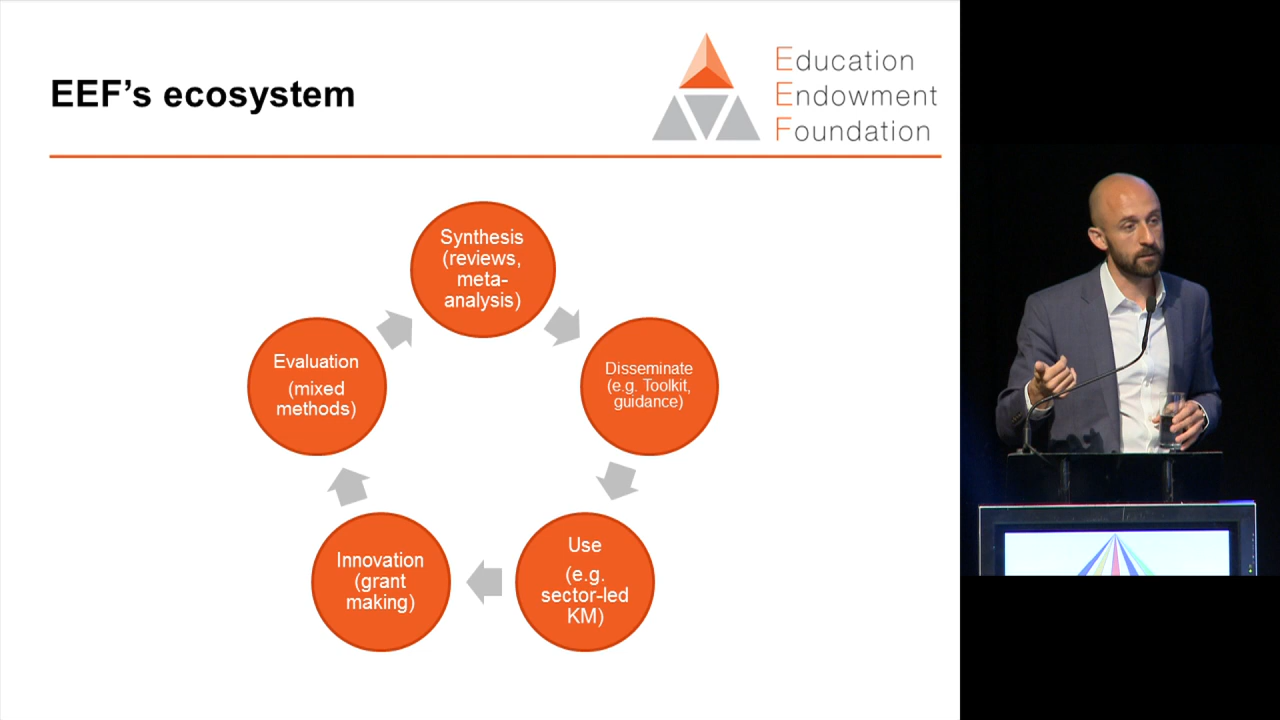 EEF’s ecosystem
Education
Endowment
Foundation
Synthesis
(reviews,
meta-
analysis)
Disseminate
(e.g. Toolkit,
guidance)
Use
(e.g.
sector-led
KM)
Innovation
(grant
making)
Evaluation
(mixed
methods)